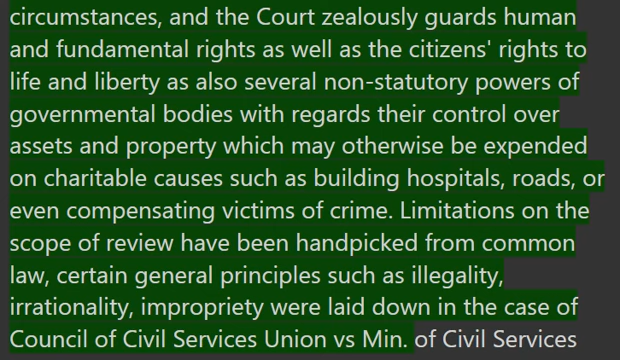 circumstances, and the Court zealously guards human
and fundamental rights as well as the citizens' rights to
life and liberty as also several non-statutory powers of
governmental bodies with regards their control over
assets and property which may otherwise be expended
on charitable causes such as building hospitals, roads, or
even compensating victims of crime. Limitations on the
scope of review have been handpicked from common
law, certain general principles such as illegality,
irrationality, impropriety were laid down in the case of
Council of Civil Services Union vs Min. of Civil Services